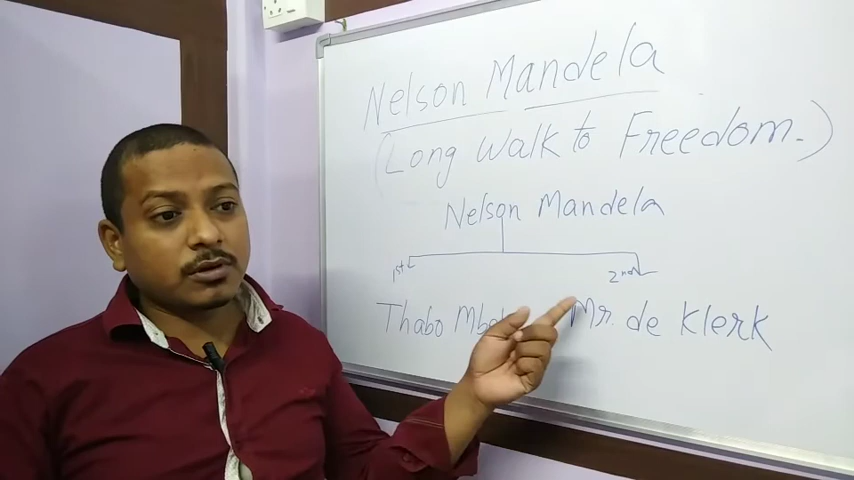 Nelson Mandela
(Long Walk to Freedom.)
Nelson Mandela
1st 2nd
Thabo Mr. de Klerk